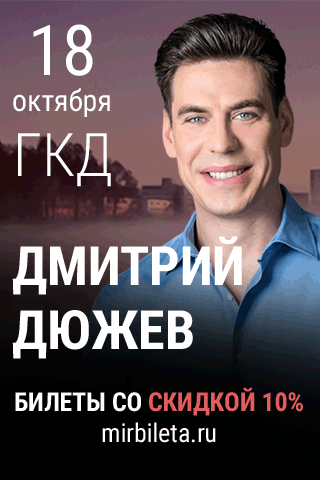 18
октября
ГКД
ДМИТРИЙ
ДЮЖЕВ
БИЛЕТЫ СО СКИДКОЙ 10%
mirbileta.ru